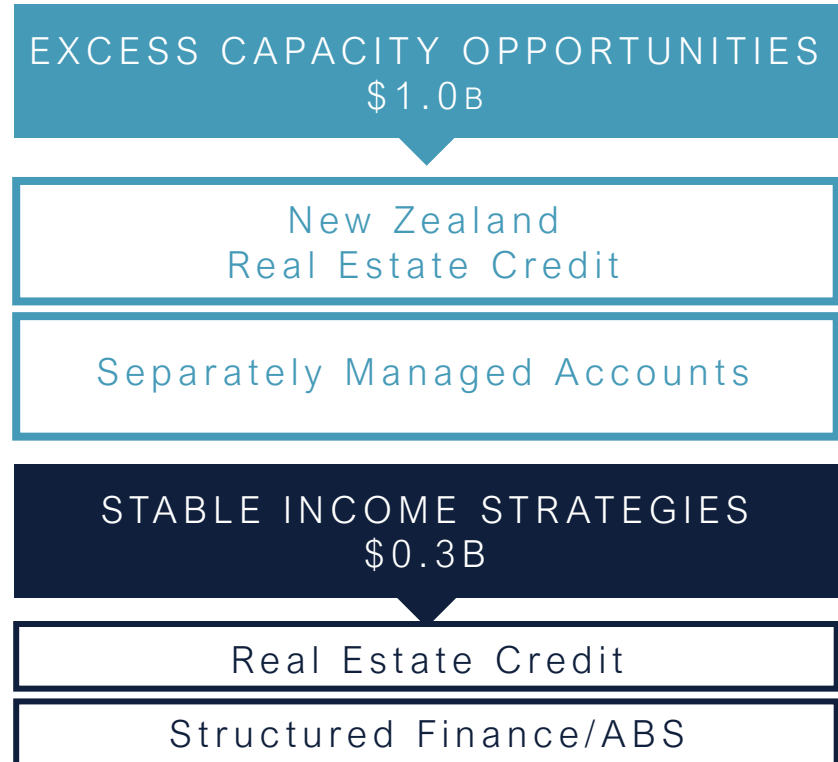 EXCESS CAPACITY OPPORTUNITIES
$1.0B
New Zealand
Real Estate Credit
Separately Managed Accounts
STABLE INCOME STRATEGIES
$0.3B
Real Estate Credit
Structured Finance/ABS